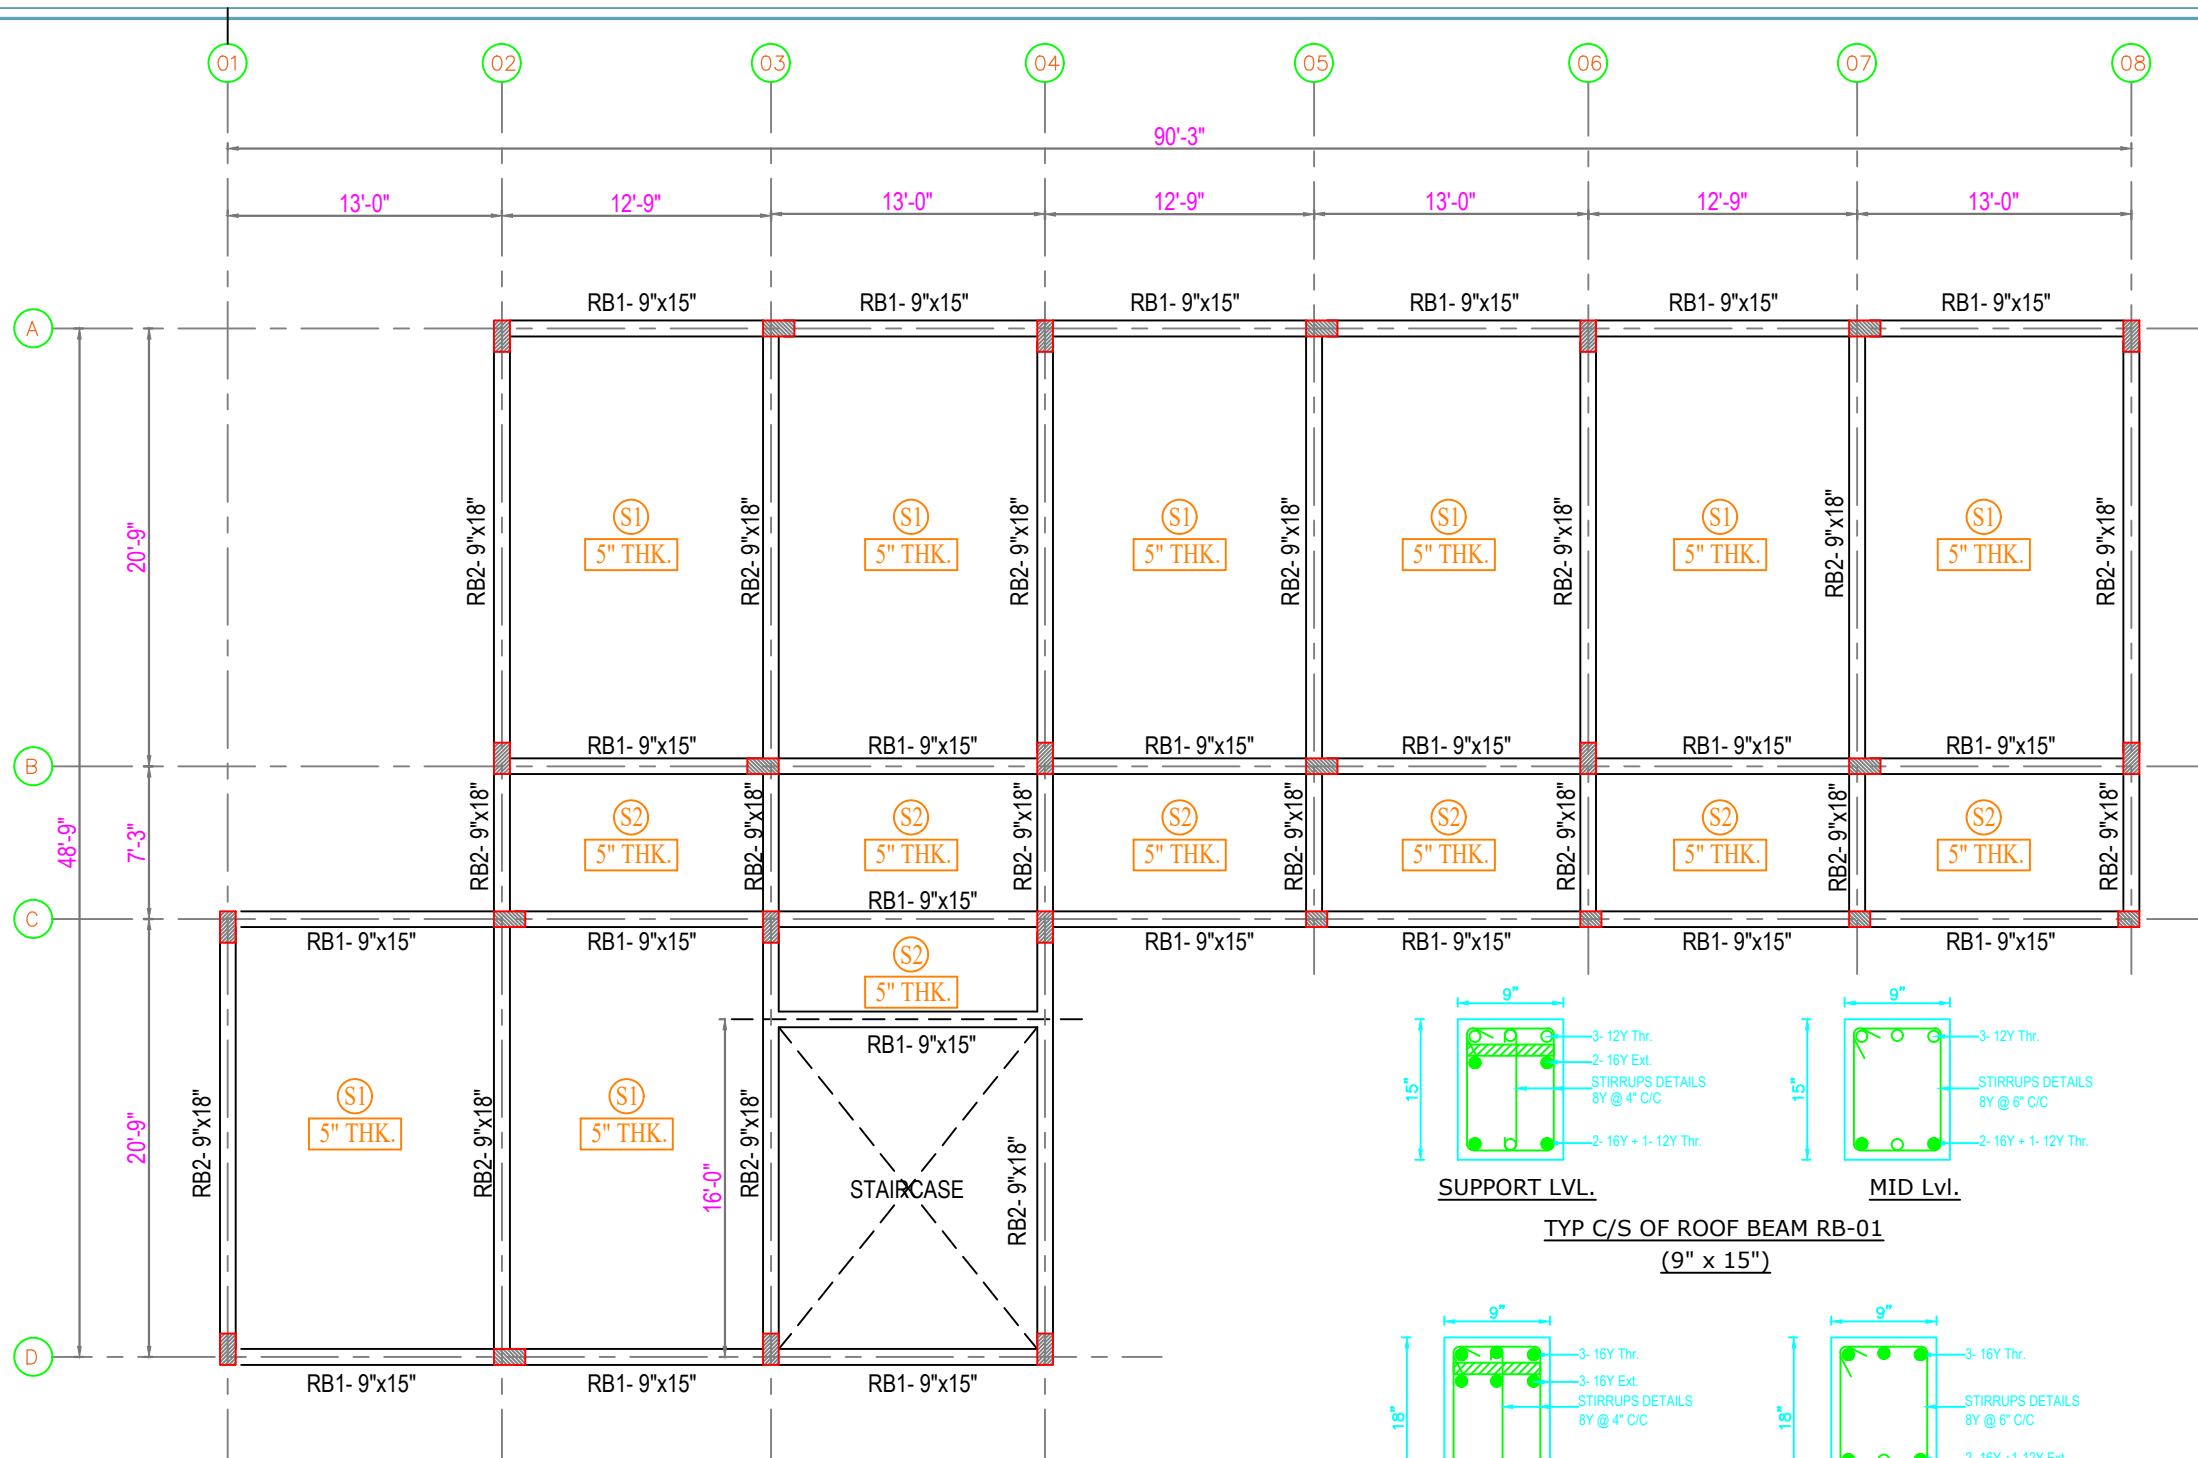 01 02 03 04 05 06 07 08
90'-3"
13'-0" 12'-9" 13'-0" 12'-9" 13'-0" 12'-9" 13'-0"
RB1- 9"x15" RB1- 9"x15" RB1- 9"x15" RB1- 9"x15" RB1- 9"x15" RB1- 9"x15"
A
20'-9"
RB2- 9"x18" RB2- 9"x18" RB2- 9"x18" RB2- 9"x18" RB2- 9"x18" RB2- 9"x18" RB2- 9"x18"
S1 S1 S1 S1 S1 S1
5" THK. 5" THK. 5" THK. 5" THK. 5" THK. 5" THK.
RB1- 9"x15" RB1- 9"x15" RB1- 9"x15" RB1- 9"x15" RB1- 9"x15" RB1- 9"x15"
B
48'-9"
7'-3"
RB2- 9"x18" RB2- 9"x18" RB2- 9"x18" RB2- 9"x18" RB2- 9"x18" RB2- 9"x18" RB2- 9"x18"
S2 S2 S2 S2 S2 S2
5" THK. 5" THK. 5" THK. 5" THK. 5" THK. 5" THK.
RB1- 9"x15"
C
RB1- 9"x15" RB1- 9"x15" RB1- 9"x15" RB1- 9"x15" RB1- 9"x15" RB1- 9"x15"
S2
5" THK.
RB1- 9"x15"
20'-9"
RB2- 9"x18" RB2- 9"x18" RB2- 9"x18" RB2- 9"x18"
S1 S1
5" THK. 5" THK.
16'-0"
STAIRCASE
D
RB1- 9"x15" RB1- 9"x15" RB1- 9"x15"
9"
15"
3- 12Y Thr.
2- 16Y Ext.
STIRRUPS DETAILS
8Y @ 4" C/C
2- 16Y + 1- 12Y Thr.
SUPPORT LVL.
9"
15"
3- 12Y Thr.
STIRRUPS DETAILS
8Y @ 6" C/C
2- 16Y + 1- 12Y Thr.
MID Lvl.
TYP C/S OF ROOF BEAM RB-01
(9" x 15")
9"
18"
3- 16Y Thr.
3- 16Y Ext.
STIRRUPS DETAILS
8Y @ 4" C/C
9"
18"
3- 16Y Thr.
STIRRUPS DETAILS
8Y @ 6" C/C